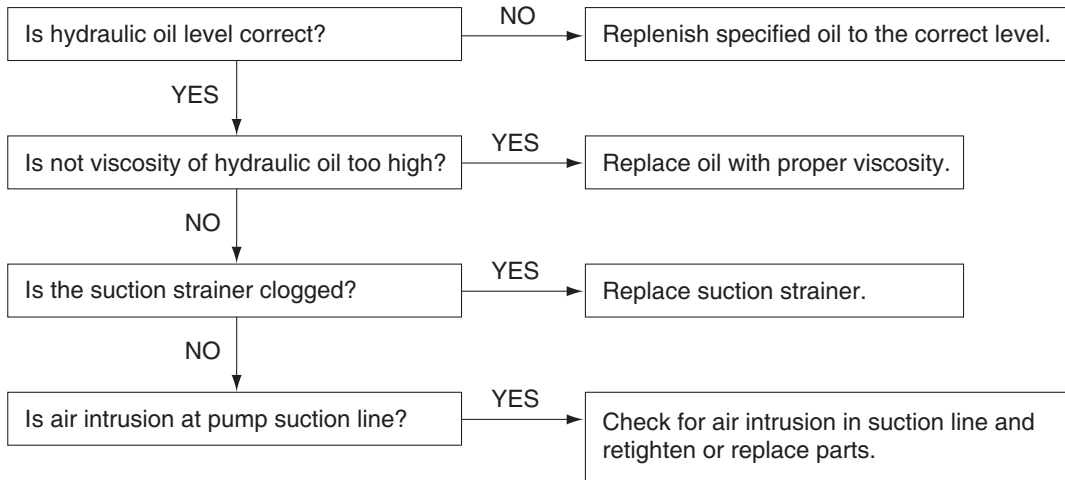 Is hydraulic oil level correct?
NO
Replenish specified oil to the correct level.
YES
Is not viscosity of hydraulic oil too high?
YES
Replace oil with proper viscosity.
NO
Is the suction strainer clogged?
YES
Replace suction strainer.
NO
Is air intrusion at pump suction line?
YES
Check for air intrusion in suction line and
retighten or replace parts.